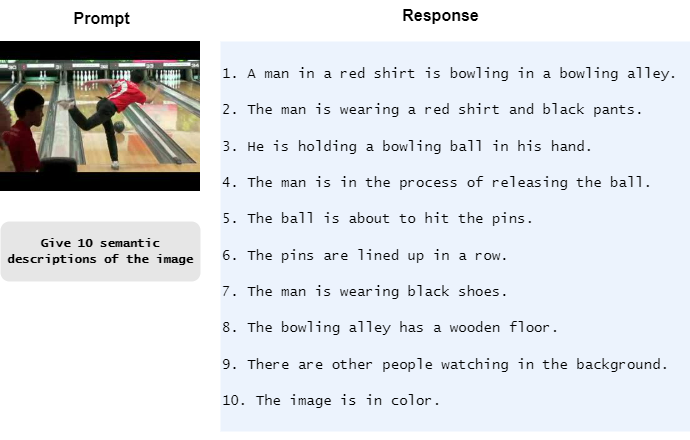 Prompt
Response
Give 10 semantic
descriptions of the image
1. A man in a red shirt is bowling in a bowling alley.
2. The man is wearing a red shirt and black pants.
3. He is holding a bowling ball in his hand.
4. The man is in the process of releasing the ball.
5. The ball is about to hit the pins.
6. The pins are lined up in a row.
7. The man is wearing black shoes.
8. The bowling alley has a wooden floor.
9. There are other people watching in the background.
10. The image is in color.